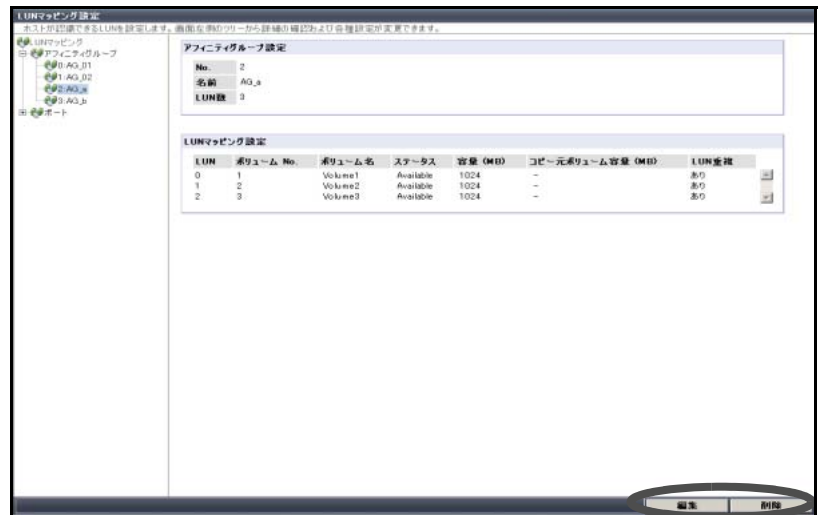 LUNマッピング設定
ホストが認識できるLUNを設定します。画面左側のツリーから詳細の確認および各種設定が変更できます。
LUNマッピング
アフィニティグループ
0:AG_01
1:AG_02
2:AG_a
3:AG_b
ポート
アフィニティグループ設定
No. 2
名前 AG_a
LUN数 3
LUNマッピング設定
LUN ボリューム No. ボリューム名 ステータス 容量 (MB) コピー元ボリューム容量 (MB) LUN重複
0 1 Volume1 Available 1024 - あり
1 2 Volume2 Available 1024 - あり
2 3 Volume3 Available 1024 - あり
編集 削除